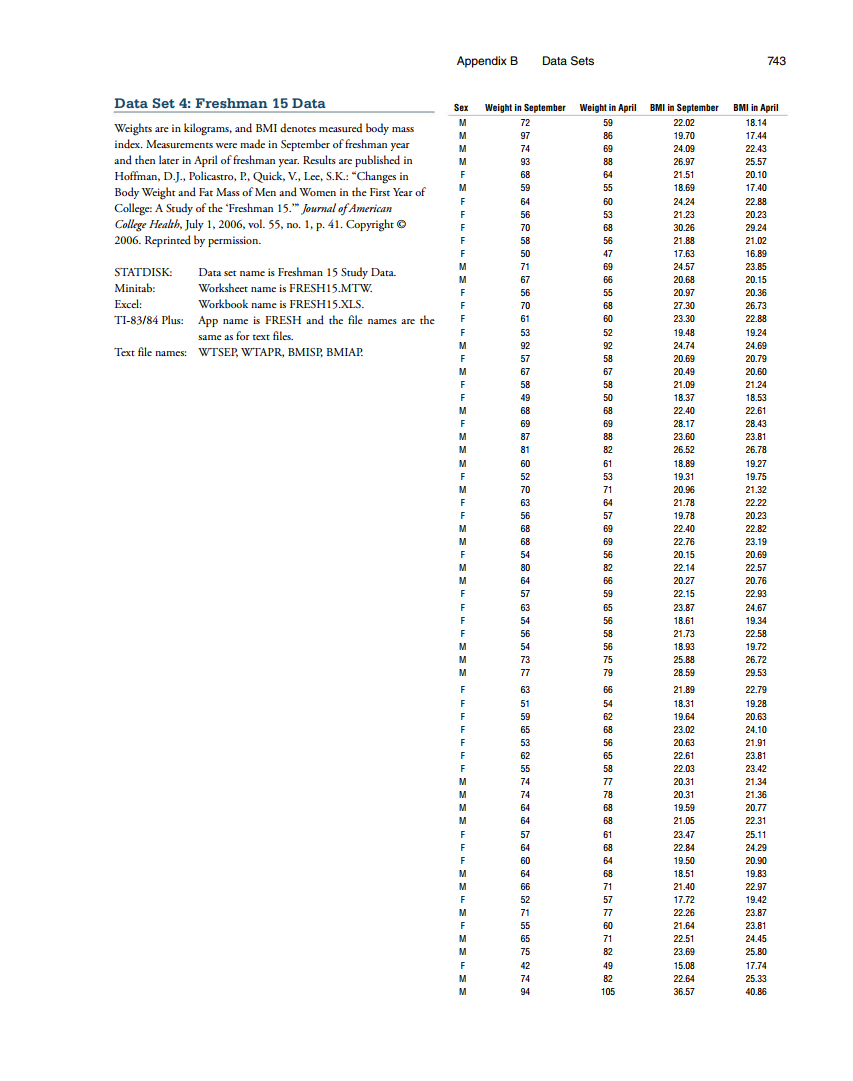 Appendix B Data Sets 743
Data Set 4: Freshman 15 Data
Weights are in kilograms, and BMI denotes measured body mass
index. Measurements were made in September of freshman year
and then later in April of freshman year. Results are published in
Hoffman, D.J., Policastro, P., Quick, V., Lee, S.K.: “Changes in
Body Weight and Fat Mass of Men and Women in the First Year of
College: A Study of the ‘Freshman 15.’” Journal of American
College Health, July 1, 2006, vol. 55, no. 1, p. 41. Copyright ©
2006. Reprinted by permission.
STATDISK: Data set name is Freshman 15 Study Data.
Minitab: Worksheet name is FRESH15.MTW.
Excel: Workbook name is FRESH15.XLS.
TI-83/84 Plus: App name is FRESH and the file names are the
same as for text files.
Text file names: WTSEP, WTAPR, BMISP, BMIAP.
Sex Weight in September Weight in April BMI in September BMI in April
M 72 59 22.02 18.14
M 97 86 19.70 17.44
M 74 69 24.09 22.43
M 93 88 26.97 25.57
F 68 64 21.51 20.10
M 59 55 18.69 17.40
F 64 60 24.24 22.88
F 56 53 21.23 20.23
F 70 68 30.26 29.24
F 58 56 21.88 21.02
F 50 47 17.63 16.89
M 71 69 24.57 23.85
M 67 66 20.68 20.15
F 56 55 20.97 20.36
F 70 68 27.30 26.73
F 61 60 23.30 22.88
F 53 52 19.48 19.24
M 92 92 24.74 24.69
F 57 58 20.69 20.79
M 67 67 20.49 20.60
F 58 58 21.09 21.24
F 49 50 18.37 18.53
M 68 68 22.40 22.61
F 69 69 28.17 28.43
M 87 88 23.60 23.81
M 81 82 26.52 26.78
M 60 61 18.89 19.27
F 52 53 19.31 19.75
M 70 71 20.96 21.32
F 63 64 21.78 22.22
F 56 57 19.78 20.23
M 68 69 22.40 22.82
M 68 69 22.76 23.19
F 54 56 20.15 20.69
M 80 82 22.14 22.57
M 64 66 20.27 20.76
F 57 59 22.15 22.93
F 63 65 23.87 24.67
F 54 56 18.61 19.34
F 56 58 21.73 22.58
M 54 56 18.93 19.72
M 73 75 25.88 26.72
M 77 79 28.59 29.53
F 63 66 21.89 22.79
F 51 54 18.31 19.28
F 59 62 19.64 20.63
F 65 68 23.02 24.10
F 53 56 20.63 21.91
F 62 65 22.61 23.81
F 55 58 22.03 23.42
M 74 77 20.31 21.34
M 74 78 20.31 21.36
M 64 68 19.59 20.77
M 64 68 21.05 22.31
F 57 61 23.47 25.11
F 64 68 22.84 24.29
F 60 64 19.50 20.90
M 64 68 18.51 19.83
M 66 71 21.40 22.97
F 52 57 17.72 19.42
M 71 77 22.26 23.87
F 55 60 21.64 23.81
M 65 71 22.51 24.45
M 75 82 23.69 25.80
F 42 49 15.08 17.74
M 74 82 22.64 25.33
M 94 105 36.57 40.86